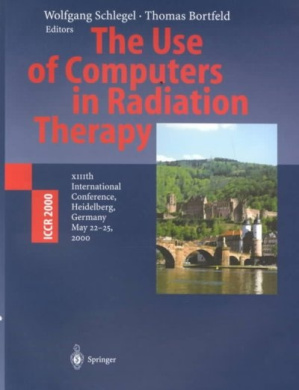 Wolfgang Schlegel · Thomas Bortfeld
Editors
The Use
of Computers
in Radiation
Therapy
ICCR 2000
XIIIth
International
Conference,
Heidelberg,
Germany
May 22–25,
2000
Springer